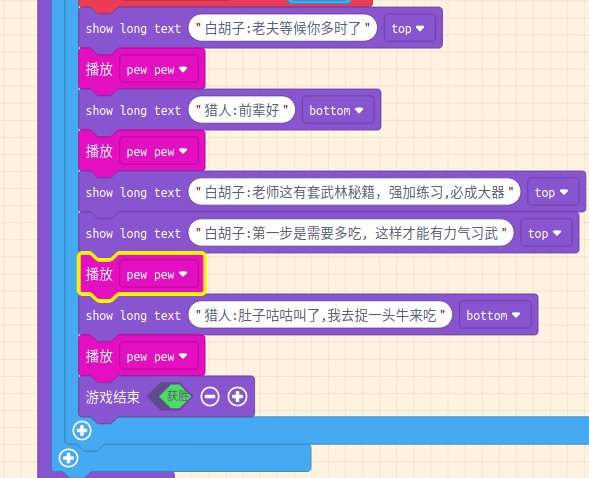 show long text "白胡子:老夫等候你多时了" top
播放 pew pew
show long text "猎人:前辈好" bottom
播放 pew pew
show long text "白胡子:老师这有套武林秘籍，强加练习,必成大器" top
show long text "白胡子:第一步是需要多吃，这样才能有力气习武" top
播放 pew pew
show long text "猎人:肚子咕咕叫了,我去捉一头牛来吃" bottom
播放 pew pew
游戏结束 获胜